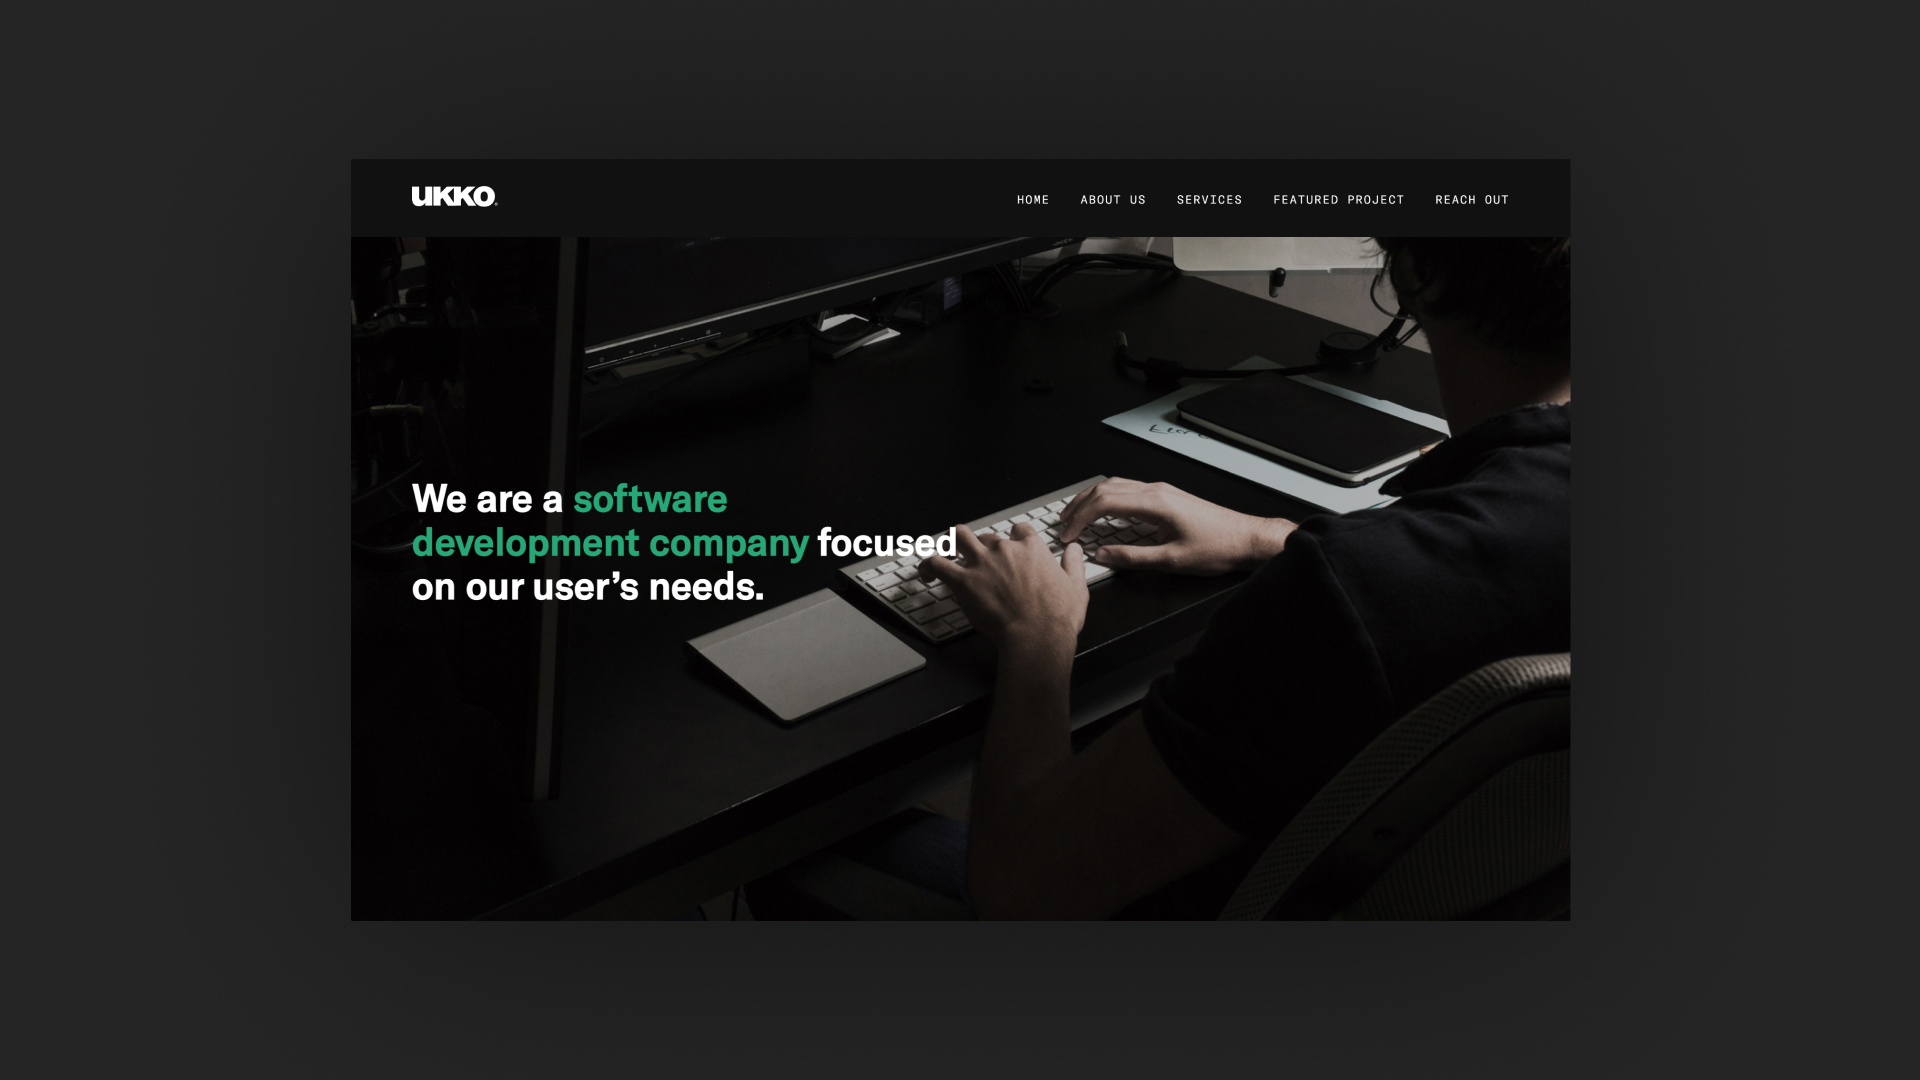 UKKO
HOME ABOUT US SERVICES FEATURED PROJECT REACH OUT
We are a software
development company focused
on our user’s needs.